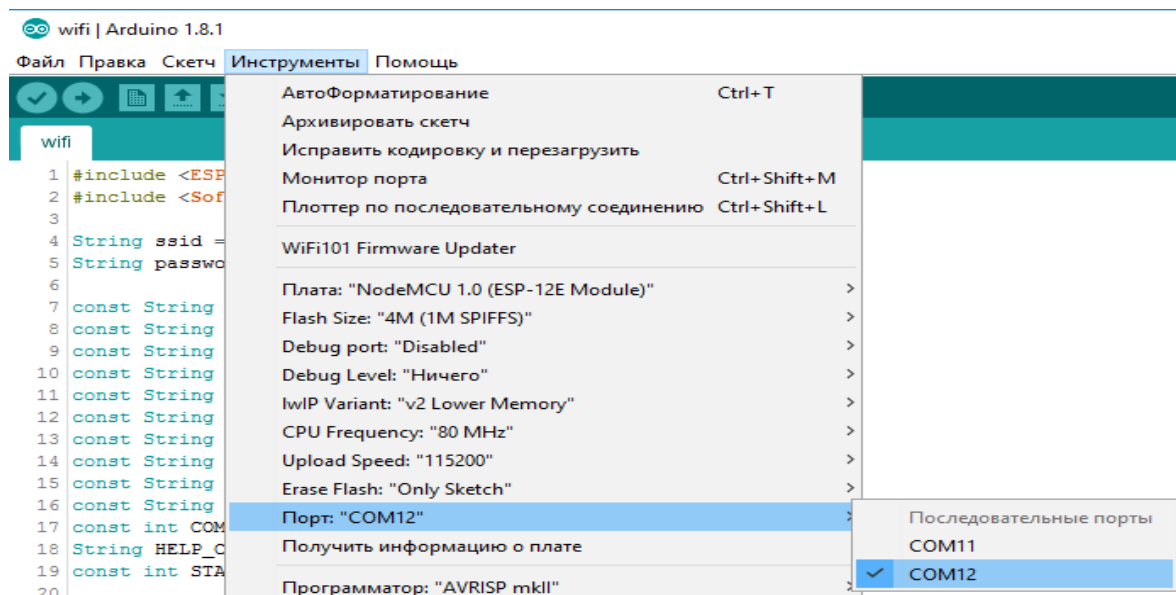 wifi | Arduino 1.8.1
Файл Правка Скетч Инструменты Помощь
АвтоФорматирование Ctrl+T
Архивировать скетч
Исправить кодировку и перезагрузить
Монитор порта Ctrl+Shift+M
Плоттер по последовательному соединению Ctrl+Shift+L
WiFi101 Firmware Updater
Плата: "NodeMCU 1.0 (ESP-12E Module)"
Flash Size: "4M (1M SPIFFS)"
Debug port: "Disabled"
Debug Level: "Ничего"
lwIP Variant: "v2 Lower Memory"
CPU Frequency: "80 MHz"
Upload Speed: "115200"
Erase Flash: "Only Sketch"
Порт: "COM12"
Получить информацию о плате
Программатор: "AVRISP mkII"
Последовательные порты
COM11
COM12
wifi
1 #include <ESP
2 #include <Sof
3
4 String ssid =
5 String passwo
6
7 const String
8 const String
9 const String
10 const String
11 const String
12 const String
13 const String
14 const String
15 const String
16 const String
17 const int COM
18 String HELP_C
19 const int STA
20